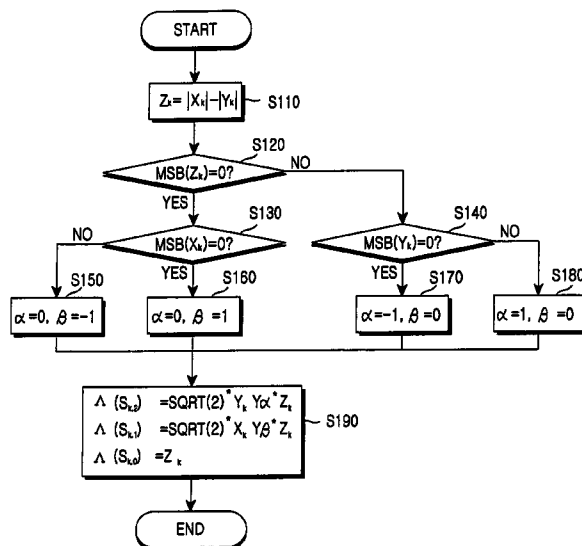 START
Zk = |Xk|−|Yk|
S110
S120
MSB(Zk)=0?
NO
YES
S130
S140
NO
MSB(Xk)=0?
MSB(Yk)=0?
NO
YES
YES
S150
S160
S170
S180
α=0, β=-1
α=0, β=1
α=-1, β=0
α=1, β=0
Λ (Sk,2) =SQRT(2)*Yk Yα*Zk
Λ (Sk,1) =SQRT(2)*Xk Yβ*Zk
S190
Λ (Sk,0) =Zk
END